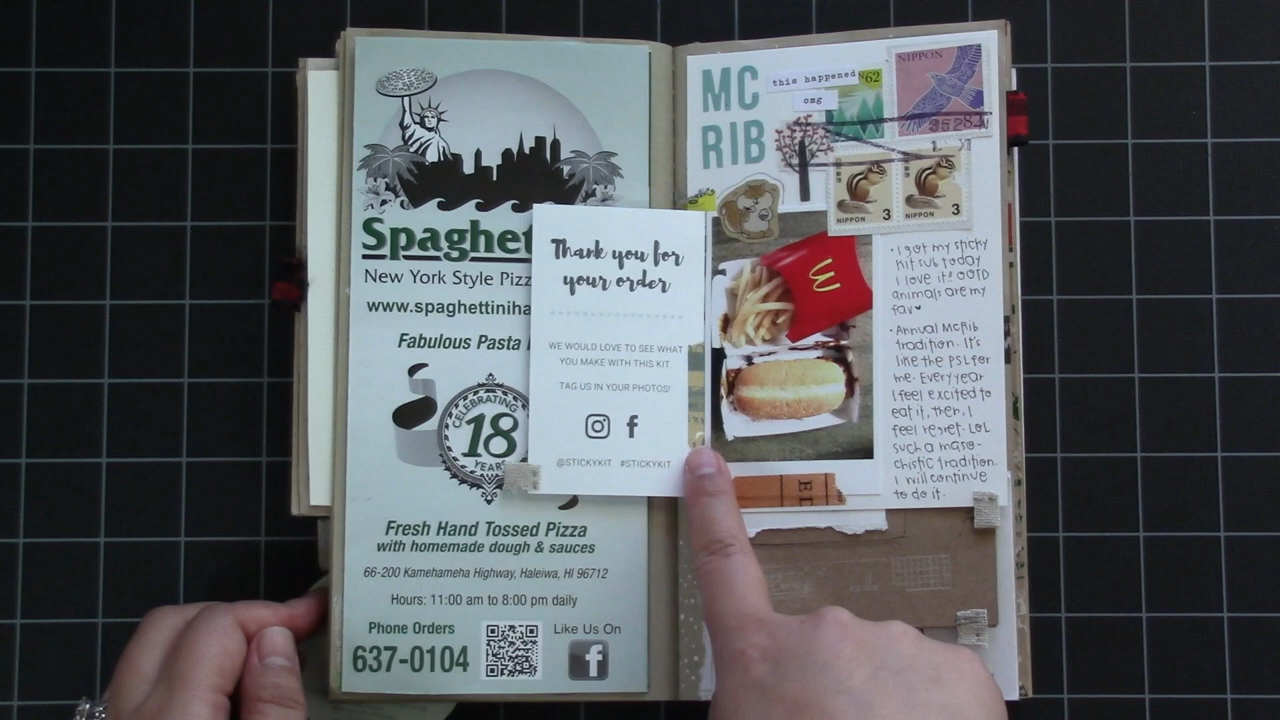 Spaghet
New York Style Piz
www.spaghettiniha
Fabulous Pasta
CELEBRATING
18
YEARS
Fresh Hand Tossed Pizza
with homemade dough & sauces
66-200 Kamehameha Highway, Haleiwa, HI 96712
Hours: 11:00 am to 8:00 pm daily
Phone Orders
637-0104
Like Us On
f
Thank you for
your order
WE WOULD LOVE TO SEE WHAT
YOU MAKE WITH THIS KIT
TAG US IN YOUR PHOTOS!
@STICKYKIT #STICKYKIT
MC
RIB
this happened
omg
62
NIPPON
NIPPON 3
NIPPON 3
• I got my sticky
kit sub today
I love it!! OOTD
animals are my
fav
• Annual McRib
tradition. It's
like the PSL for
me. Every year
I feel excited to
eat it, then, I
feel regret. LOL
such a maso-
chistic tradition.
I will continue
to do it.